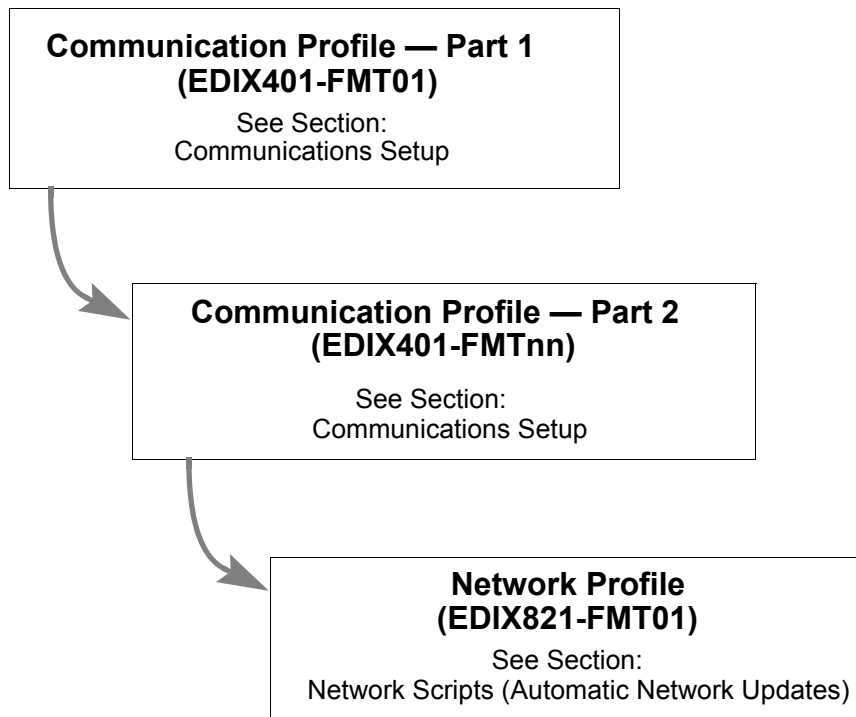 Communication Profile — Part 1
(EDIX401-FMT01)
See Section:
Communications Setup
Communication Profile — Part 2
(EDIX401-FMTnn)
See Section:
Communications Setup
Network Profile
(EDIX821-FMT01)
See Section:
Network Scripts (Automatic Network Updates)